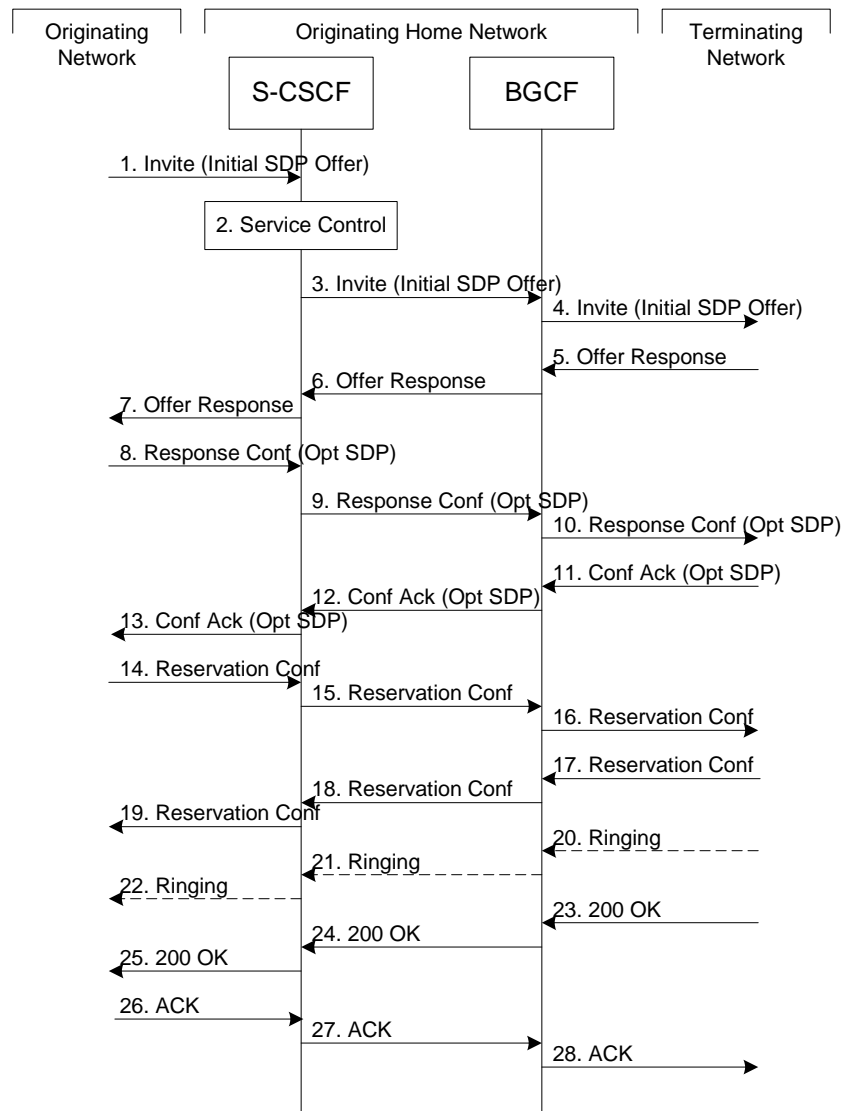 Originating
Network
Originating Home Network
Terminating
Network
S-CSCF
BGCF
1. Invite (Initial SDP Offer)
2. Service Control
3. Invite (Initial SDP Offer)
4. Invite (Initial SDP Offer)
5. Offer Response
6. Offer Response
7. Offer Response
8. Response Conf (Opt SDP)
9. Response Conf (Opt SDP)
10. Response Conf (Opt SDP)
11. Conf Ack (Opt SDP)
12. Conf Ack (Opt SDP)
13. Conf Ack (Opt SDP)
14. Reservation Conf
15. Reservation Conf
16. Reservation Conf
17. Reservation Conf
18. Reservation Conf
19. Reservation Conf
20. Ringing
21. Ringing
22. Ringing
23. 200 OK
24. 200 OK
25. 200 OK
26. ACK
27. ACK
28. ACK